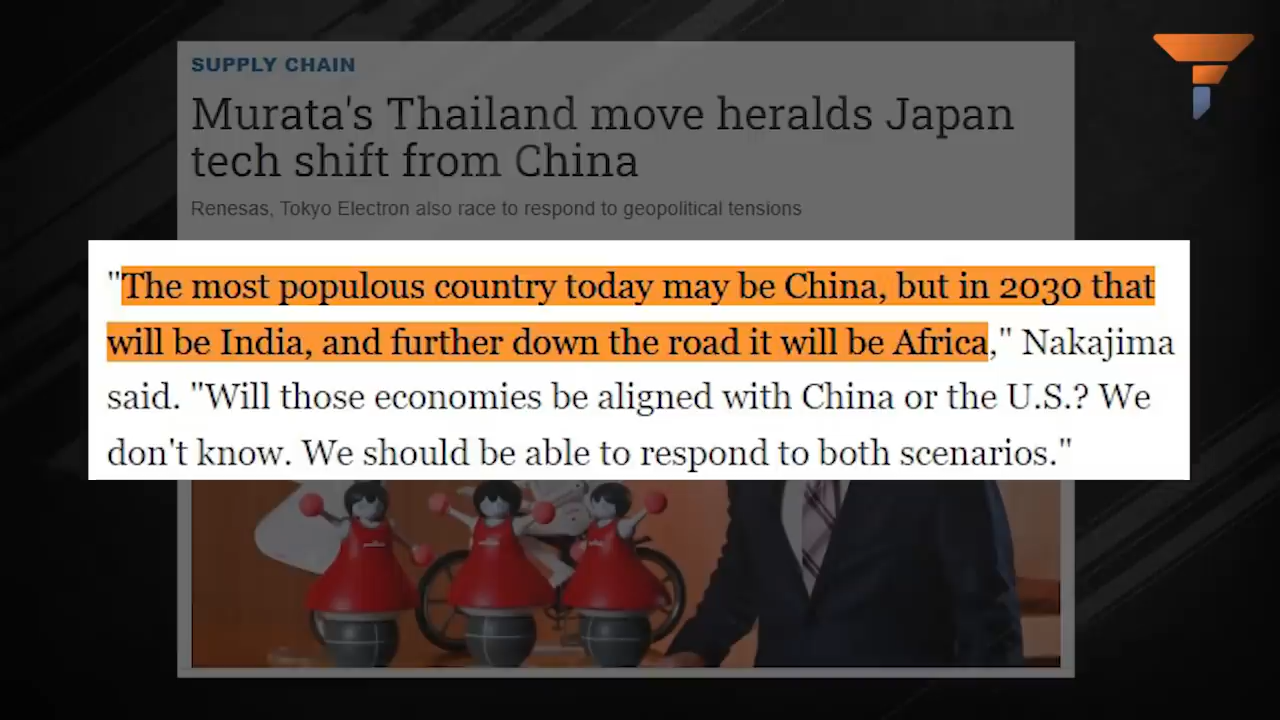 SUPPLY CHAIN
Murata's Thailand move heralds Japan
tech shift from China
Renesas, Tokyo Electron also race to respond to geopolitical tensions
"The most populous country today may be China, but in 2030 that
will be India, and further down the road it will be Africa," Nakajima
said. "Will those economies be aligned with China or the U.S.? We
don't know. We should be able to respond to both scenarios."